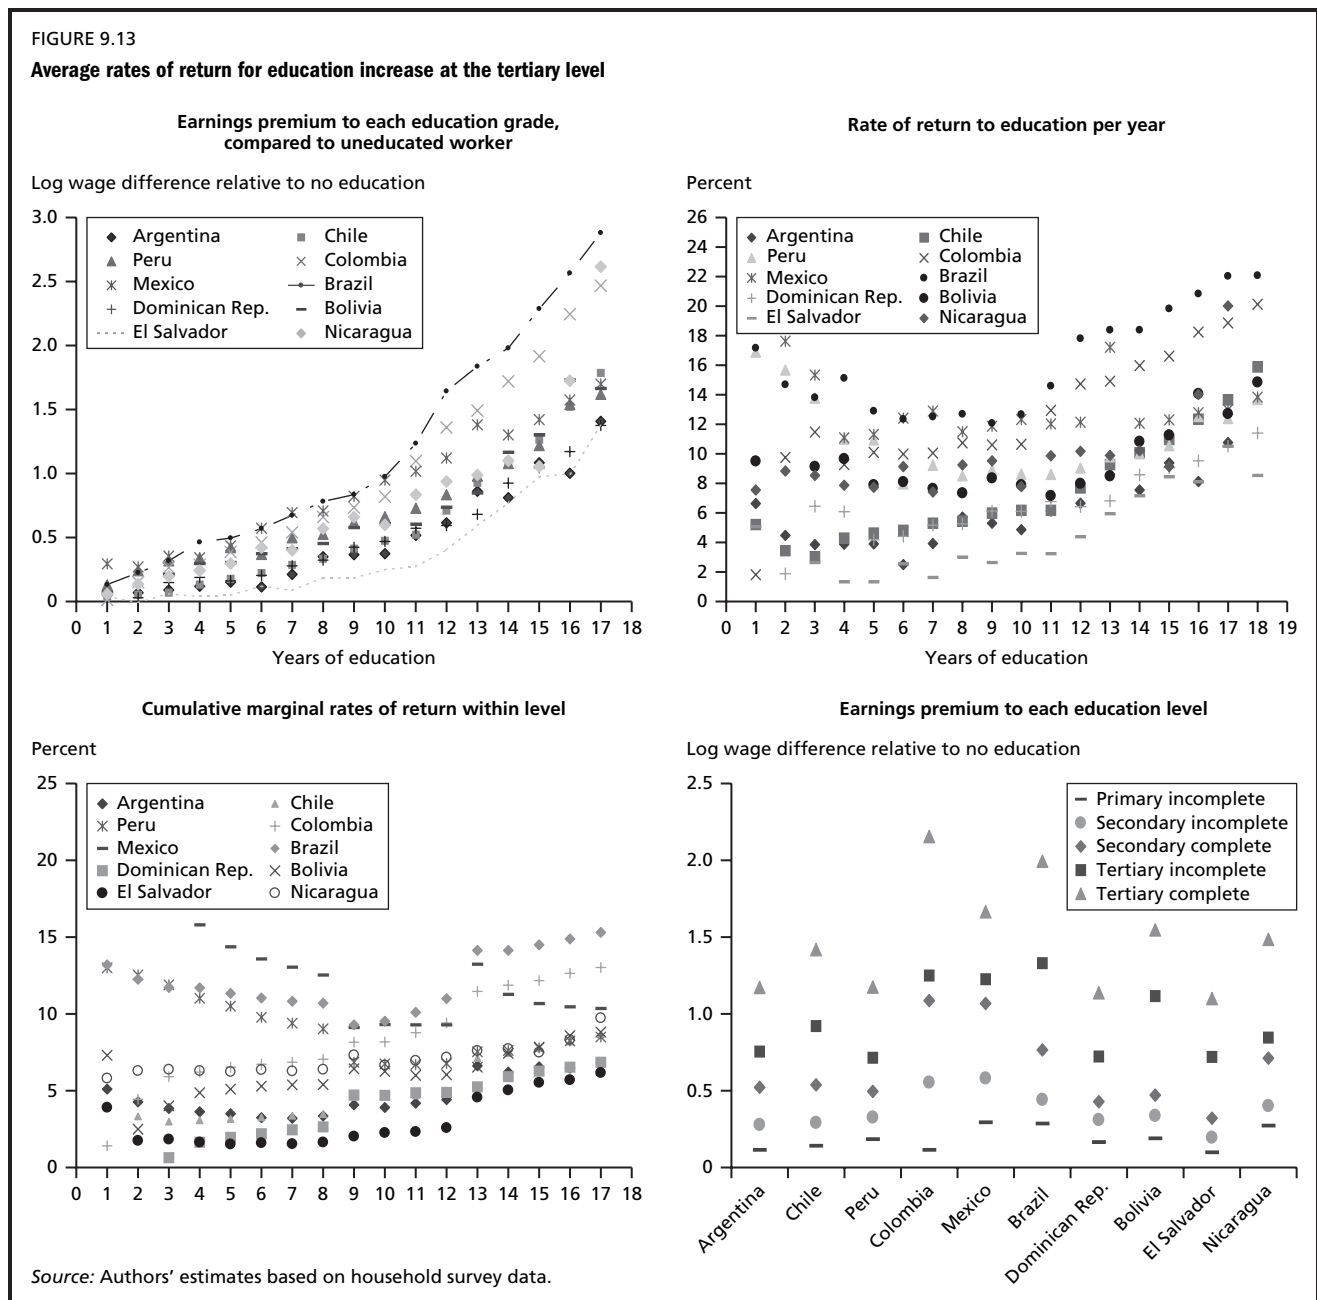 FIGURE 9.13
Average rates of return for education increase at the tertiary level
Earnings premium to each education grade,
compared to uneducated worker
Log wage difference relative to no education
3.0
2.5
2.0
1.5
1.0
0.5
0
Argentina
Chile
Peru
Colombia
Mexico
Brazil
Dominican Rep.
Bolivia
El Salvador
Nicaragua
0 1 2 3 4 5 6 7 8 9 10 11 12 13 14 15 16 17 18
Years of education
Rate of return to education per year
Percent
26
24
22
20
18
16
14
12
10
8
6
4
2
0
Argentina
Chile
Peru
Colombia
Mexico
Brazil
Dominican Rep.
Bolivia
El Salvador
Nicaragua
0 1 2 3 4 5 6 7 8 9 10 11 12 13 14 15 16 17 18 19
Years of education
Cumulative marginal rates of return within level
Percent
25
20
15
10
5
0
Argentina
Chile
Peru
Colombia
Mexico
Brazil
Dominican Rep.
Bolivia
El Salvador
Nicaragua
0 1 2 3 4 5 6 7 8 9 10 11 12 13 14 15 16 17 18
Earnings premium to each education level
Log wage difference relative to no education
2.5
2.0
1.5
1.0
0.5
0
Primary incomplete
Secondary incomplete
Secondary complete
Tertiary incomplete
Tertiary complete
Argentina
Chile
Peru
Colombia
Mexico
Brazil
Dominican Rep.
Bolivia
El Salvador
Nicaragua
Source: Authors' estimates based on household survey data.